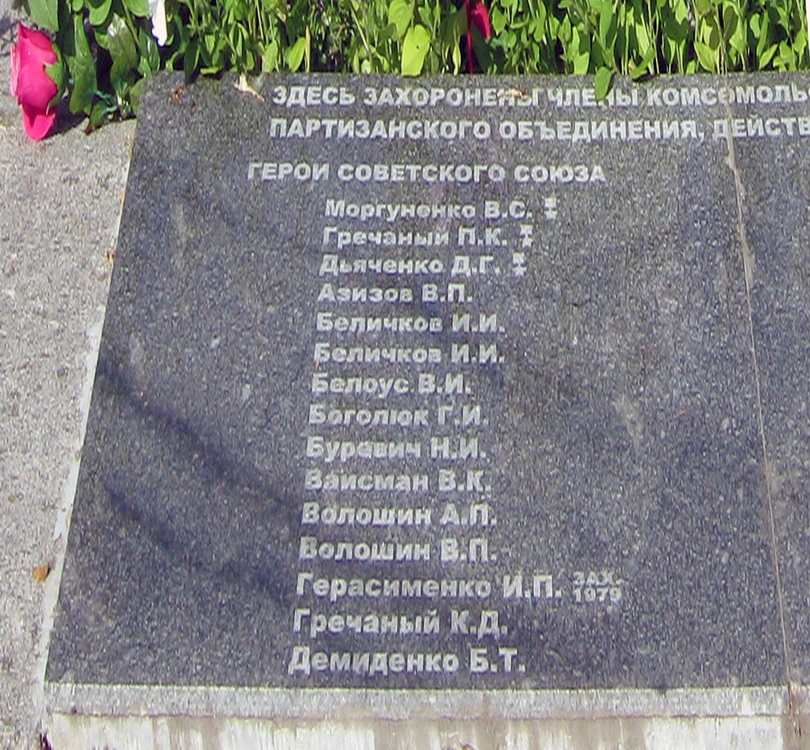 ЗДЕСЬ ЗАХОРОНЕНЫ ЧЛЕНЫ КОМСОМОЛЬ
ПАРТИЗАНСКОГО ОБЪЕДИНЕНИЯ, ДЕЙСТ
ГЕРОИ СОВЕТСКОГО СОЮЗА
Моргуненко В.С.
Гречаный П.К.
Дьяченко Д.Г.
Азизов В.П.
Беличков И.И.
Беличков И.И.
Белоус В.И.
Боголюк Г.И.
Буравич Н.И.
Вайсман В.К.
Волошин А.П.
Волошин В.П.
Герасименко И.П. ЗАХ. 1979
Гречаный К.Д.
Демиденко Б.Т.